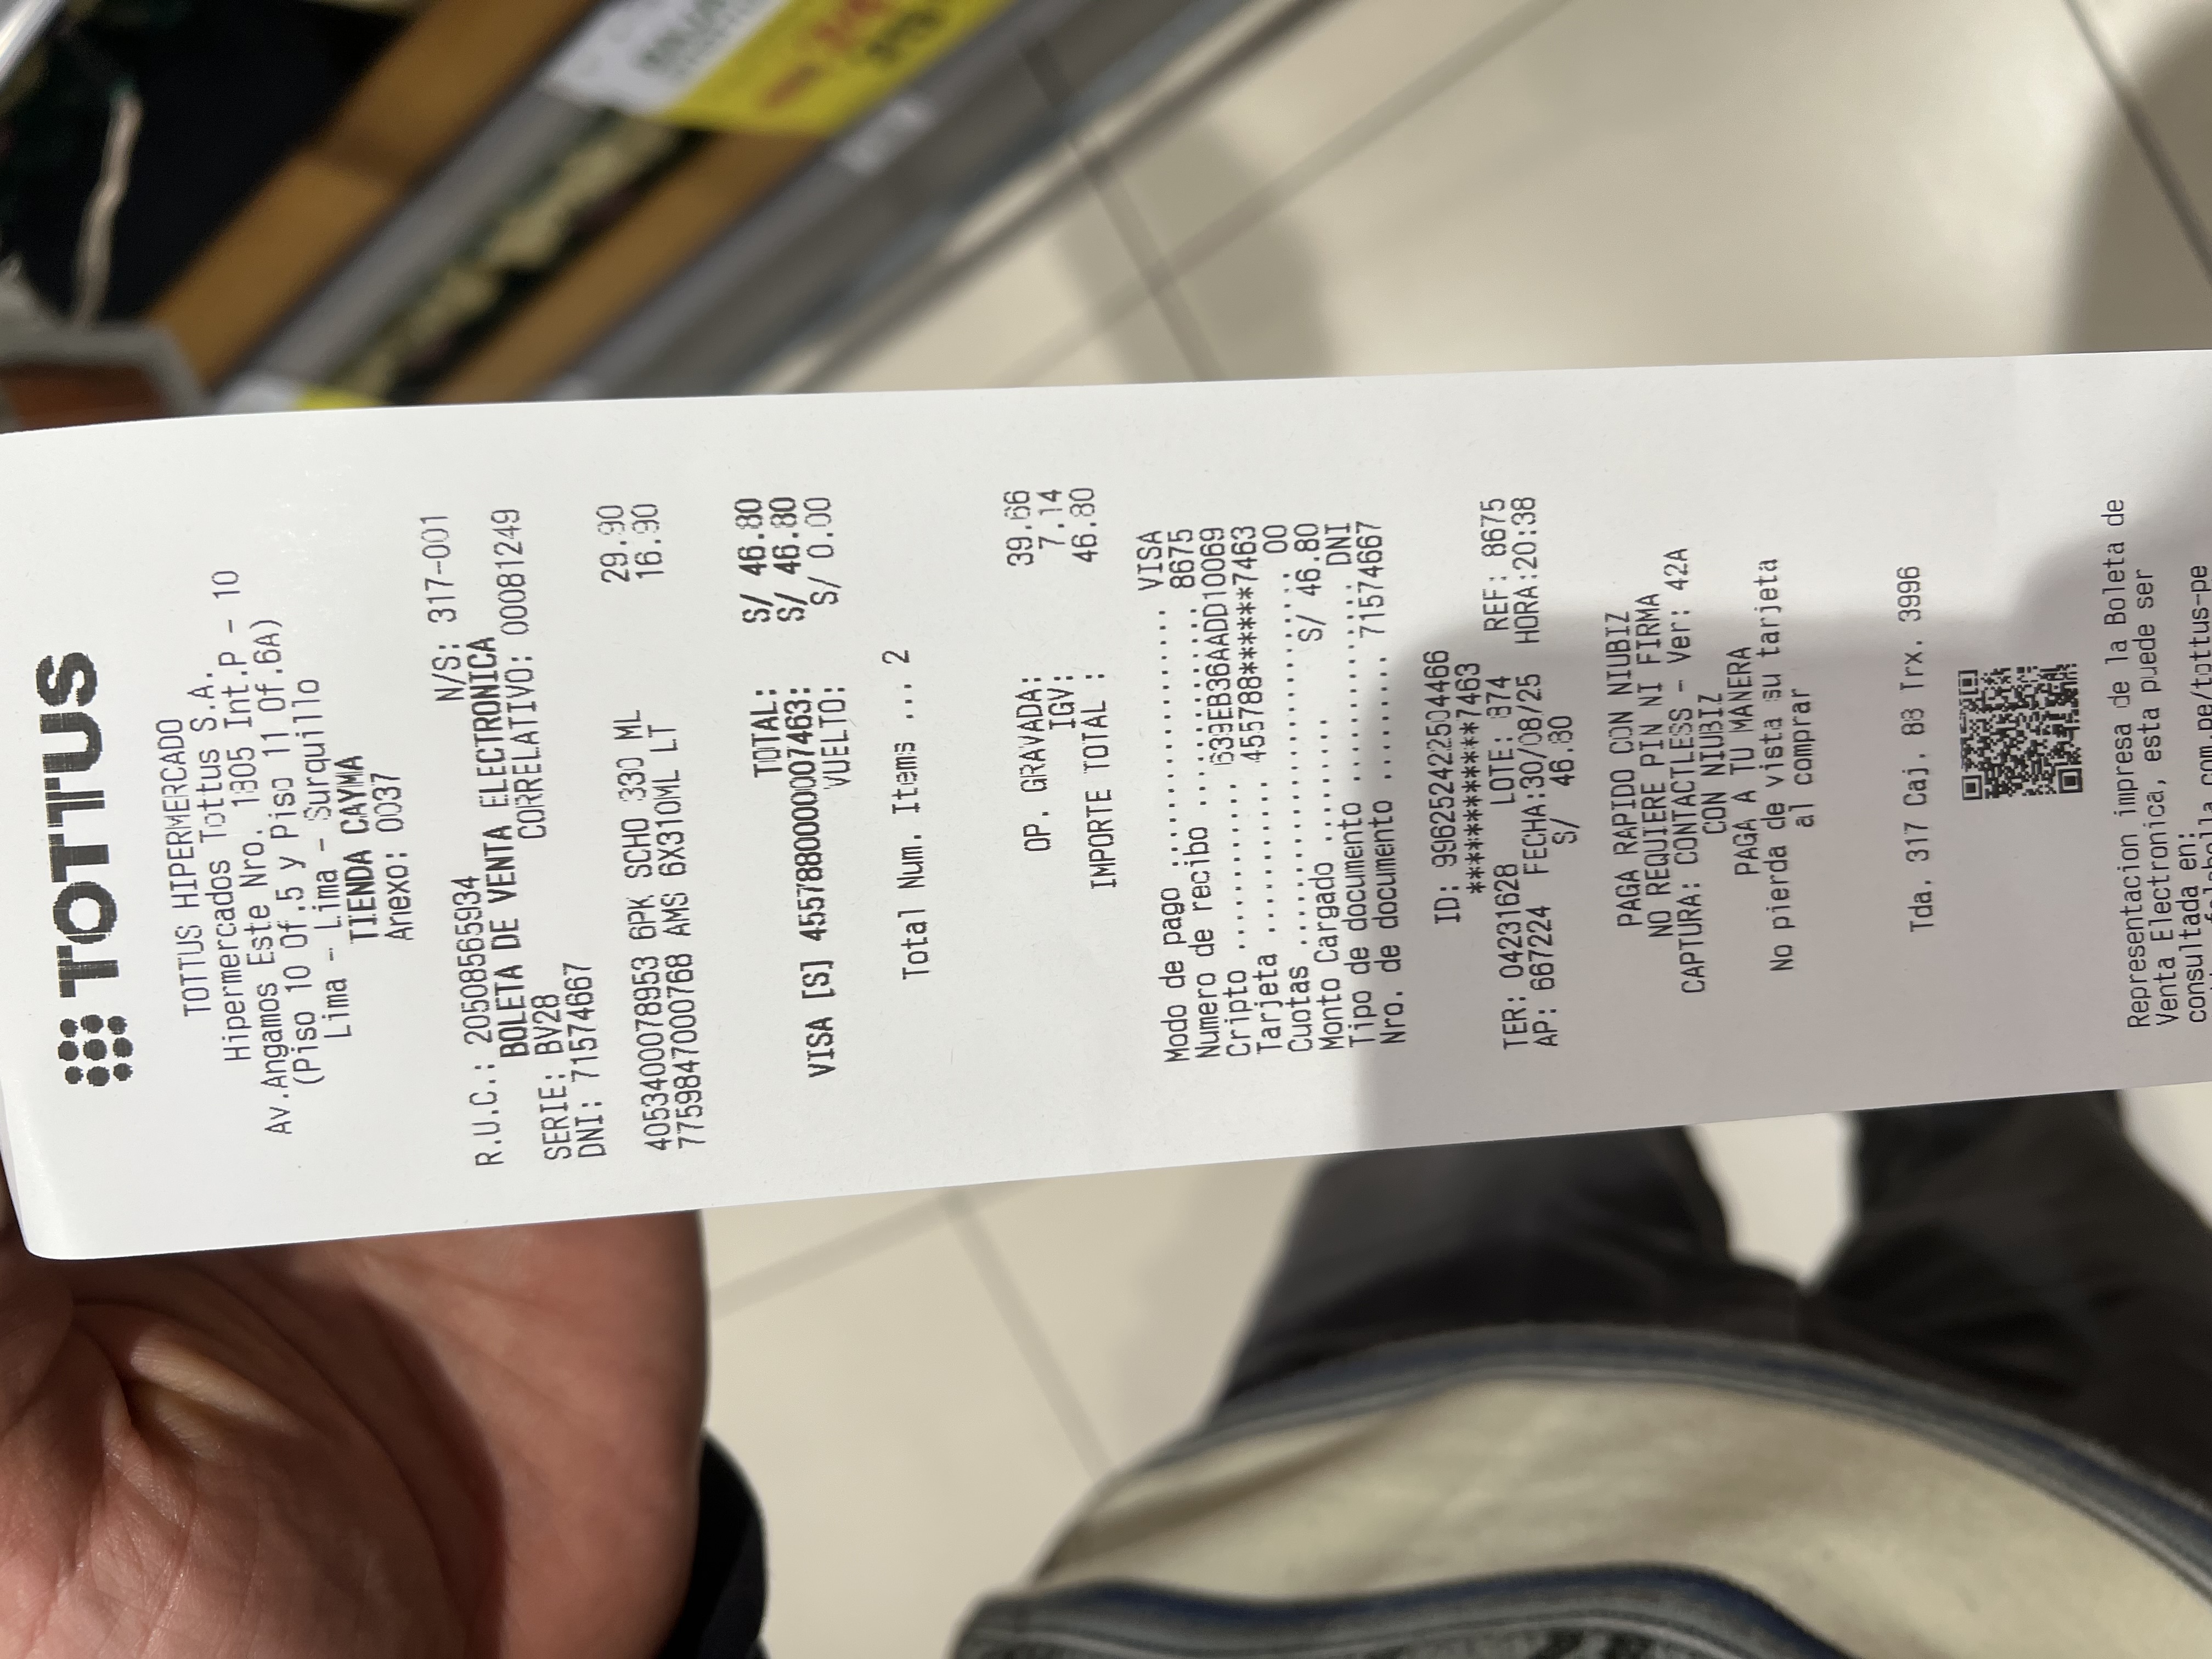 TOTTUS
TOTTUS HIPERMERCADO
Hipermercados Tottus S.A.
Av.Angamos Este Nro. 1805 Int.P - 10
(Piso 10 Of.5 y Piso 11 Of.6A)
Lima - Lima - Surquillo
TIENDA CAYMA
Anexo: 0037
R.U.C.: 20508565934 N/S: 317-001
BOLETA DE VENTA ELECTRONICA
SERIE: BV28 CORRELATIVO: 00081249
DNI: 71574667
4053400078953 6PK SCHO 330 ML 29.90
7759847000768 AMS 6X310ML LT 16.90
TOTAL: S/ 46.80
VISA [S] 4557880000007463: S/ 46.80
VUELTO: S/ 0.00
Total Num. Items ... 2
OP. GRAVADA: 39.66
IGV: 7.14
IMPORTE TOTAL : 46.80
Modo de pago .................. VISA
Numero de recibo .............. 8675
Cripto ............ 639EB36AADD10069
Tarjeta ........... 455788******7463
Cuotas .......................... 00
Monto Cargado ......... S/ 46.80
Tipo de documento .............. DNI
Nro. de documento ......... 71574667
ID: 996252422504466
************7463
TER: 04231628 LOTE: 874 REF: 8675
AP: 667224 FECHA:30/08/25 HORA:20:38
S/ 46.80
PAGA RAPIDO CON NIUBIZ
NO REQUIERE PIN NI FIRMA
CAPTURA: CONTACTLESS - Ver: 42A
CON NIUBIZ
PAGA A TU MANERA
No pierda de vista su tarjeta
al comprar
Tda. 317 Caj. 88 Trx. 3996
Representacion impresa de la Boleta de
Venta Electronica, esta puede ser
consultada en: